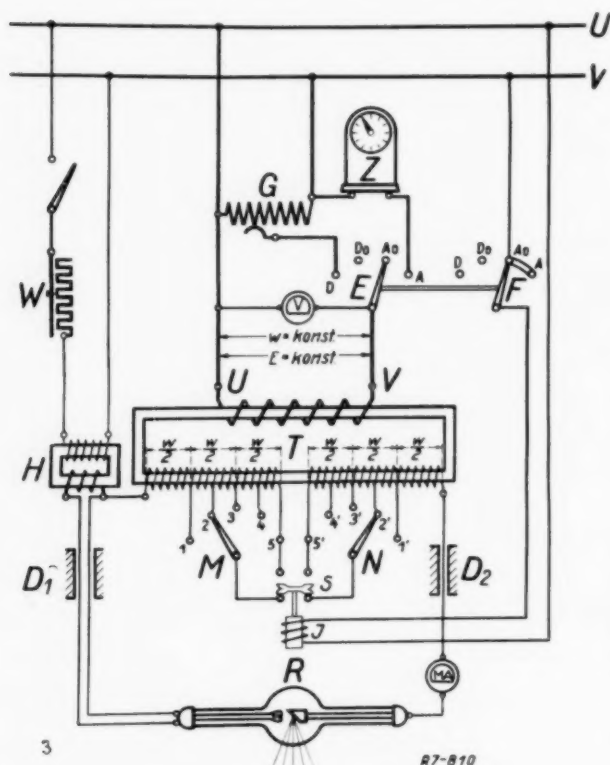 U
V
G
Z
D
Do
Ao
A
D
Do
Ao
A
W
E
F
V
w=konst.
E=konst.
U
V
T
H
w/2
w/2
w/2
w/2
w/2
w/2
1
2
3
4
5
5'
4'
3'
2'
1'
M
N
S
J
D1
D2
MA
R
3
R7-810